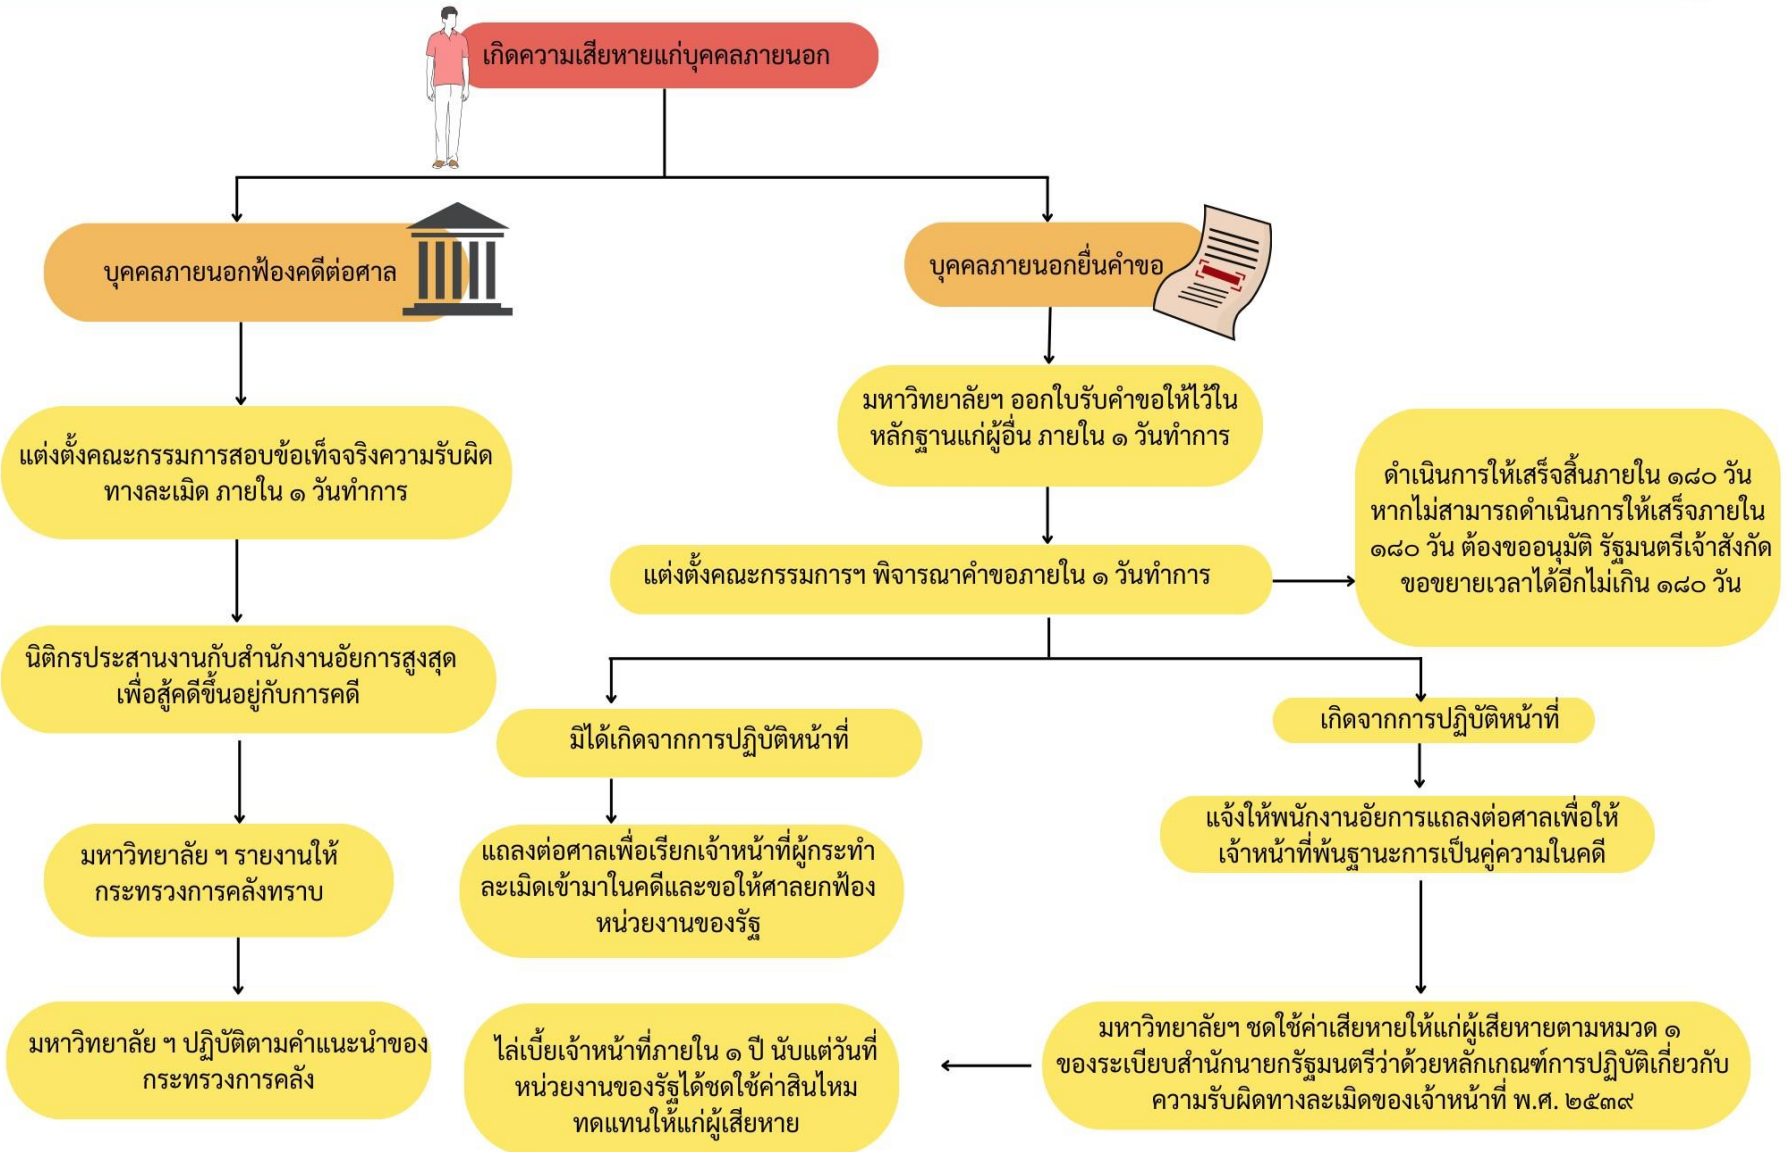 เกิดความเสียหายแก่บุคคลภายนอก
บุคคลภายนอกฟ้องคดีต่อศาล
แต่งตั้งคณะกรรมการสอบข้อเท็จจริงความรับผิด
ทางละเมิด ภายใน ๑ วันทำการ
นิติกรประสานงานกับสำนักงานอัยการสูงสุด
เพื่อสู้คดีขึ้นอยู่กับการคดี
มหาวิทยาลัย ฯ รายงานให้
กระทรวงการคลังทราบ
มหาวิทยาลัย ฯ ปฏิบัติตามคำแนะนำของ
กระทรวงการคลัง
บุคคลภายนอกยื่นคำขอ
มหาวิทยาลัยฯ ออกใบรับคำขอให้ไว้ใน
หลักฐานแก่ผู้อื่น ภายใน ๑ วันทำการ
แต่งตั้งคณะกรรมการฯ พิจารณาคำขอภายใน ๑ วันทำการ
ดำเนินการให้เสร็จสิ้นภายใน ๑๘๐ วัน
หากไม่สามารถดำเนินการให้เสร็จภายใน
๑๘๐ วัน ต้องขออนุมัติ รัฐมนตรีเจ้าสังกัด
ขอขยายเวลาได้อีกไม่เกิน ๑๘๐ วัน
มิได้เกิดจากการปฏิบัติหน้าที่
แถลงต่อศาลเพื่อเรียกเจ้าหน้าที่ผู้กระทำ
ละเมิดเข้ามาในคดีและขอให้ศาลยกฟ้อง
หน่วยงานของรัฐ
เกิดจากการปฏิบัติหน้าที่
แจ้งให้พนักงานอัยการแถลงต่อศาลเพื่อให้
เจ้าหน้าที่พ้นฐานะการเป็นคู่ความในคดี
มหาวิทยาลัยฯ ชดใช้ค่าเสียหายให้แก่ผู้เสียหายตามหมวด ๑
ของระเบียบสำนักนายกรัฐมนตรีว่าด้วยหลักเกณฑ์การปฏิบัติเกี่ยวกับ
ความรับผิดทางละเมิดของเจ้าหน้าที่ พ.ศ. ๒๕๓๙
ไล่เบี้ยเจ้าหน้าที่ภายใน ๑ ปี นับแต่วันที่
หน่วยงานของรัฐได้ชดใช้ค่าสินไหม
ทดแทนให้แก่ผู้เสียหาย